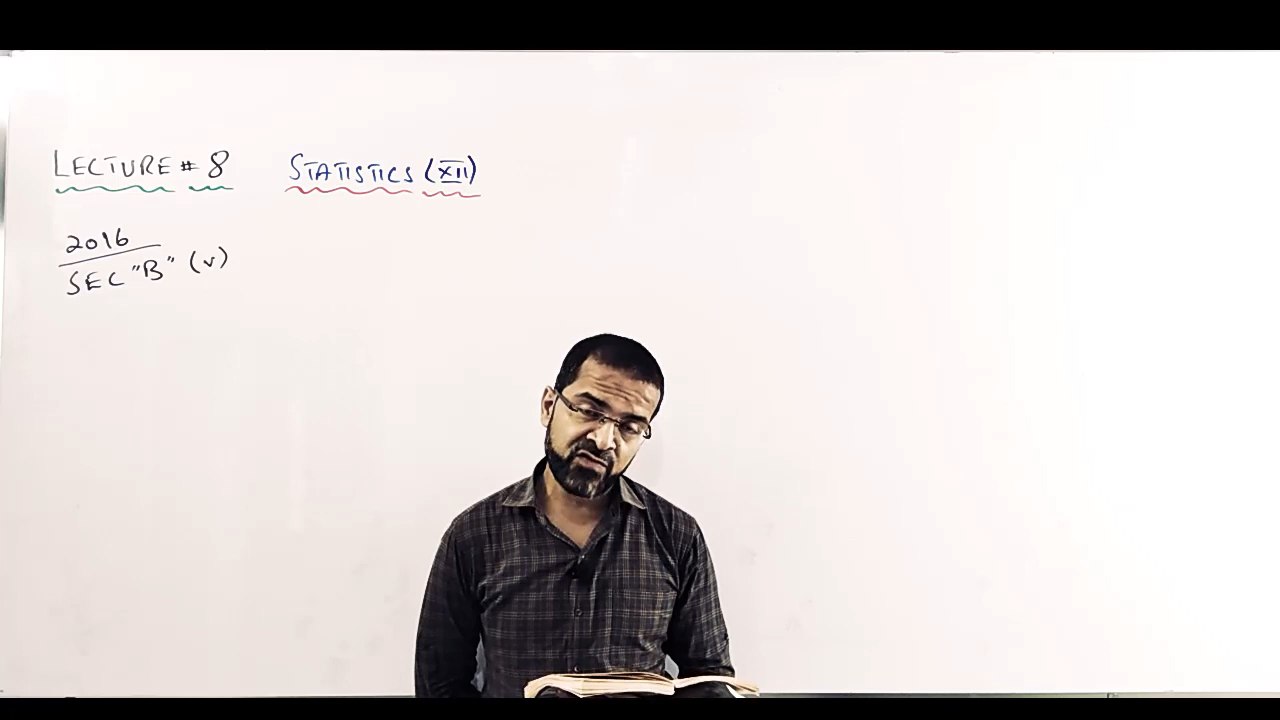 LECTURE # 8 STATISTICS (XII)
2016
SEC "B" (v)